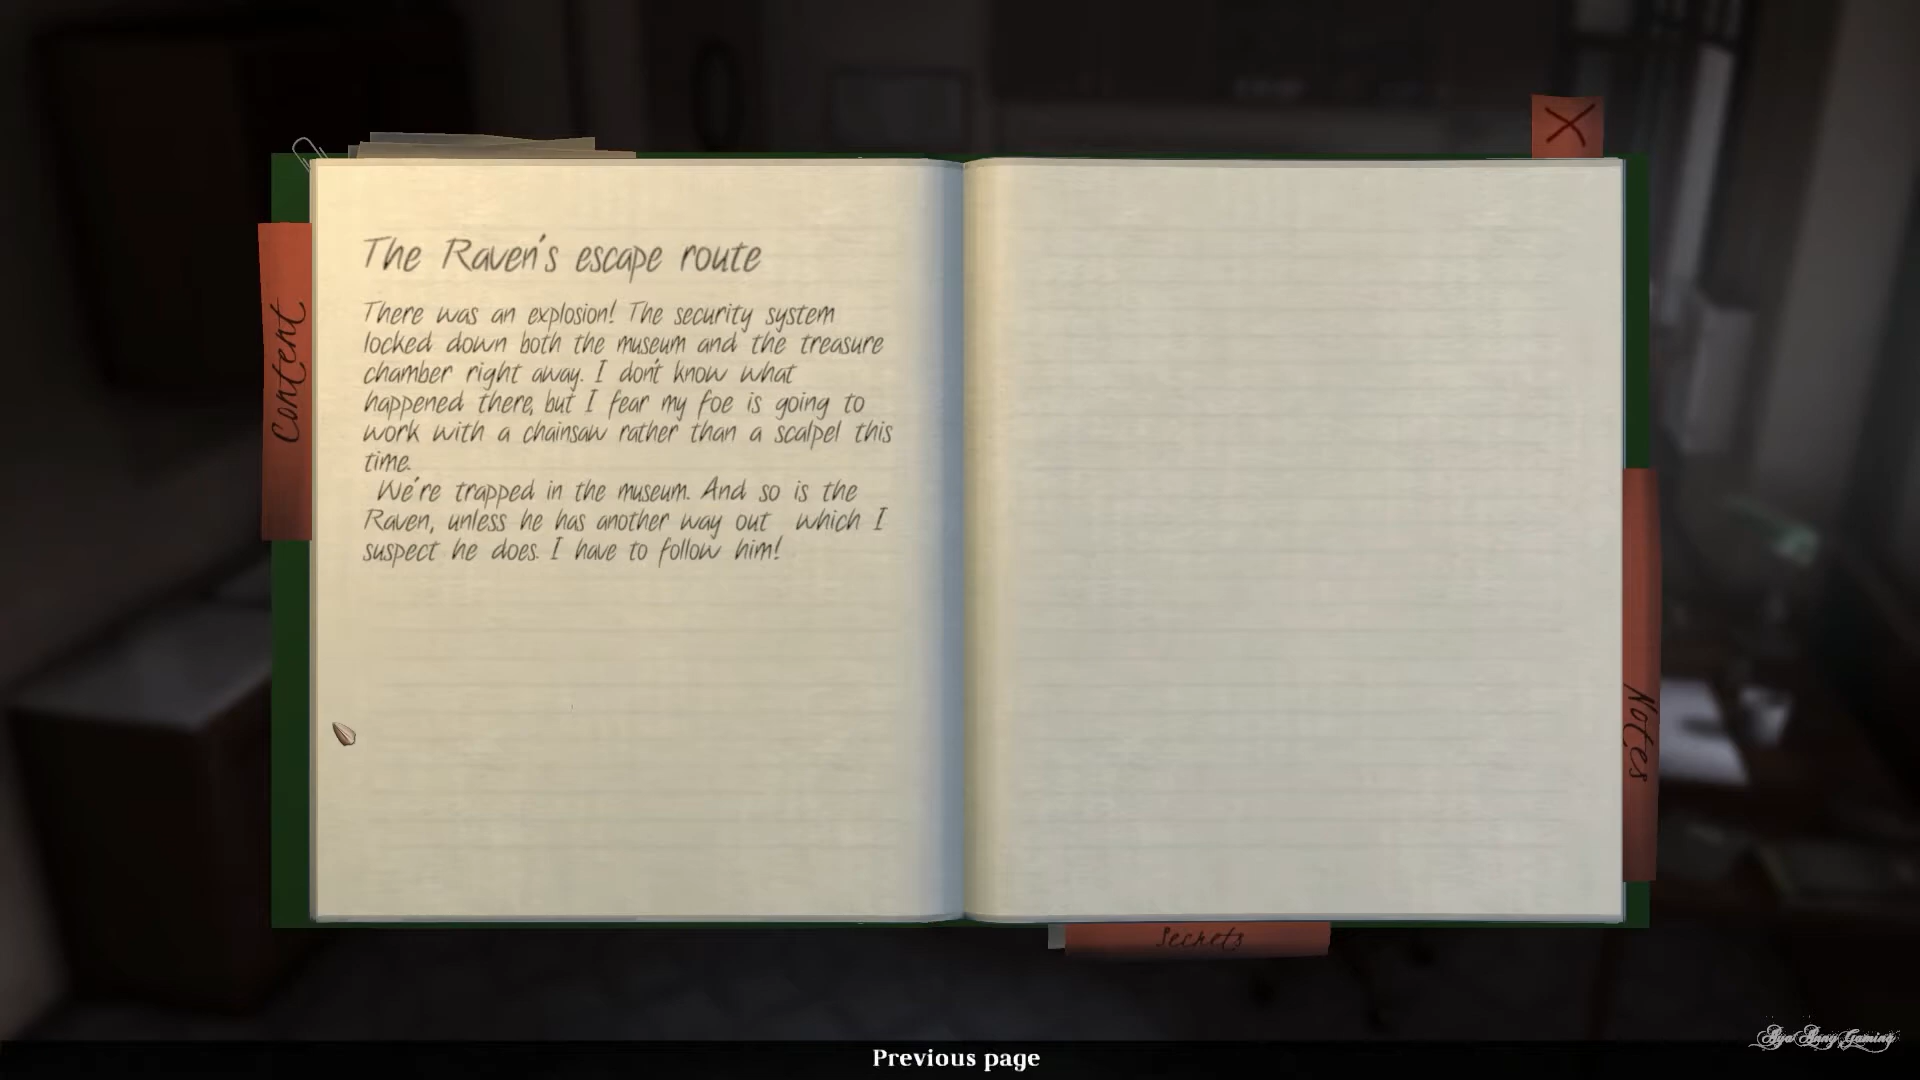 The Raven's escape route
There was an explosion! The security system
locked down both the museum and the treasure
chamber right away. I don't know what
happened there, but I fear my foe is going to
work with a chainsaw rather than a scalpel this
time.
We're trapped in the museum. And so is the
Raven, unless he has another way out which I
suspect he does. I have to follow him!
Content
Notes
Secrets
Previous page
Aya Anny Gaming